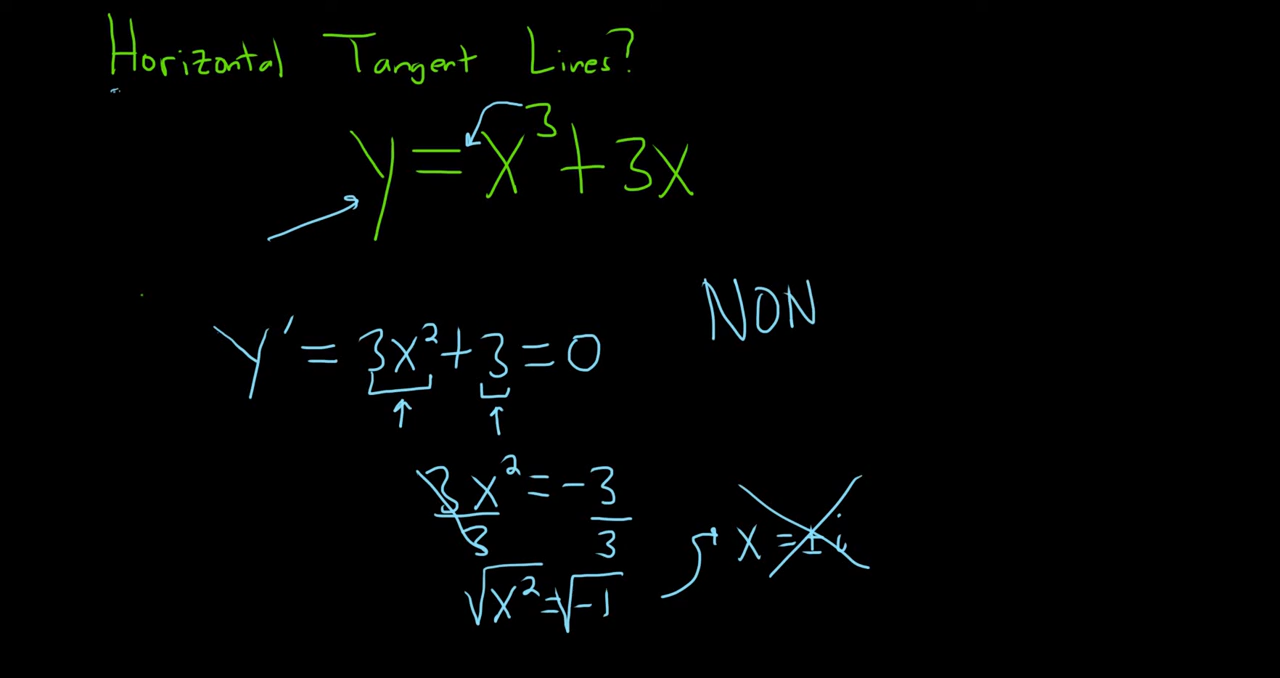 Horizontal Tangent Lines?
y = x³ + 3x
NON
y' = 3x² + 3 = 0
3x²/3 = -3/3
x = ± i
√x² = √-1